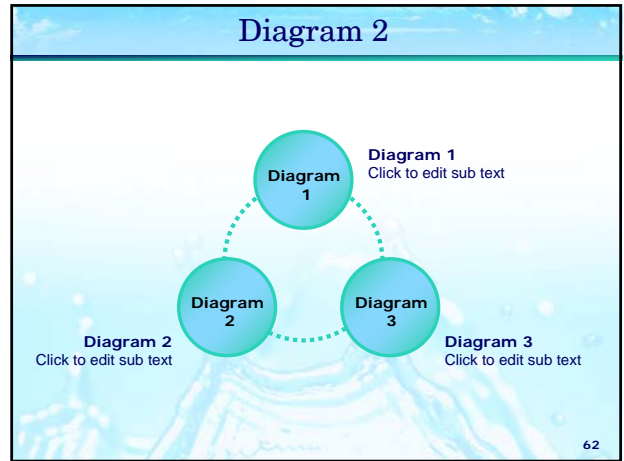 Diagram 2
Diagram
1
Diagram 1
Click to edit sub text
Diagram
2
Diagram
3
Diagram 2
Click to edit sub text
Diagram 3
Click to edit sub text
62